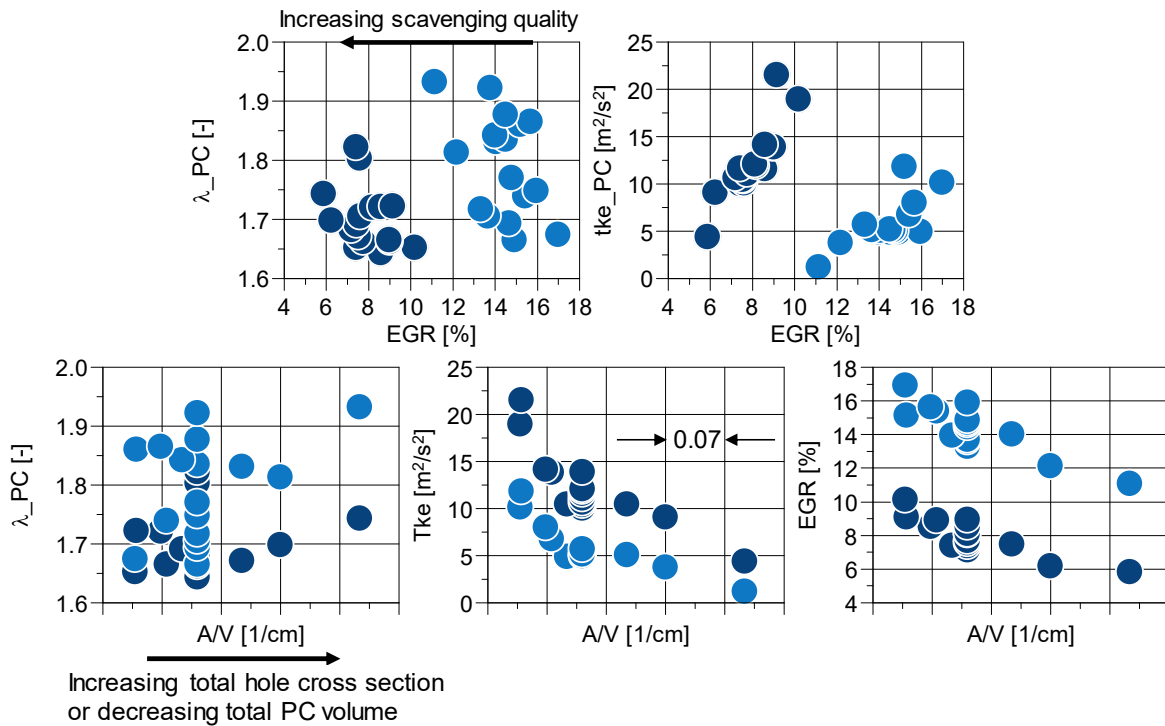 Increasing scavenging quality
2.0
1.9
1.8
1.7
1.6
λ_PC [-]
4 6 8 10 12 14 16 18
EGR [%]
25
20
15
10
5
0
tke_PC [m²/s²]
4 6 8 10 12 14 16 18
EGR [%]
2.0
1.9
1.8
1.7
1.6
λ_PC [-]
A/V [1/cm]
Increasing total hole cross section
or decreasing total PC volume
25
20
15
10
5
0
Tke [m²/s²]
0.07
A/V [1/cm]
18
16
14
12
10
8
6
4
EGR [%]
A/V [1/cm]